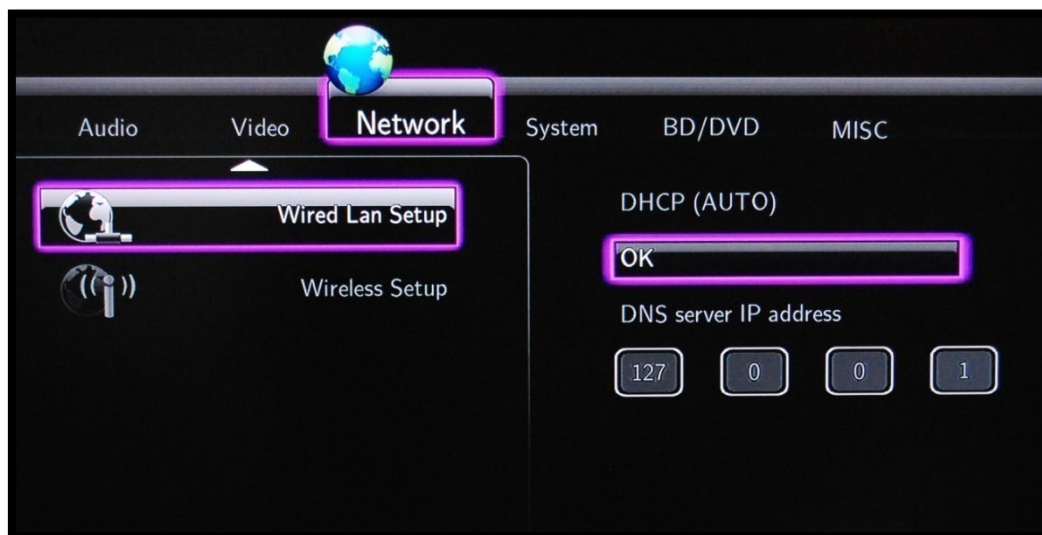 Audio Video Network System BD/DVD MISC
Wired Lan Setup
Wireless Setup
DHCP (AUTO)
OK
DNS server IP address
127 0 0 1